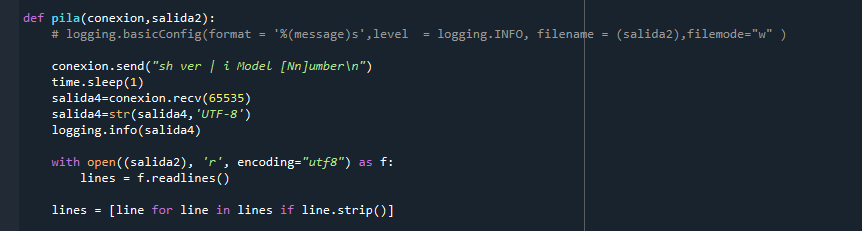 def pila(conexion,salida2):
    # logging.basicConfig(format = '%(message)s',level  = logging.INFO, filename = (salida2),filemode="w" )
    conexion.send("sh ver | i Model [Nn]umber\n")
    time.sleep(1)
    salida4=conexion.recv(65535)
    salida4=str(salida4,'UTF-8')
    logging.info(salida4)
    with open((salida2), 'r', encoding="utf8") as f:
        lines = f.readlines()
    lines = [line for line in lines if line.strip()]